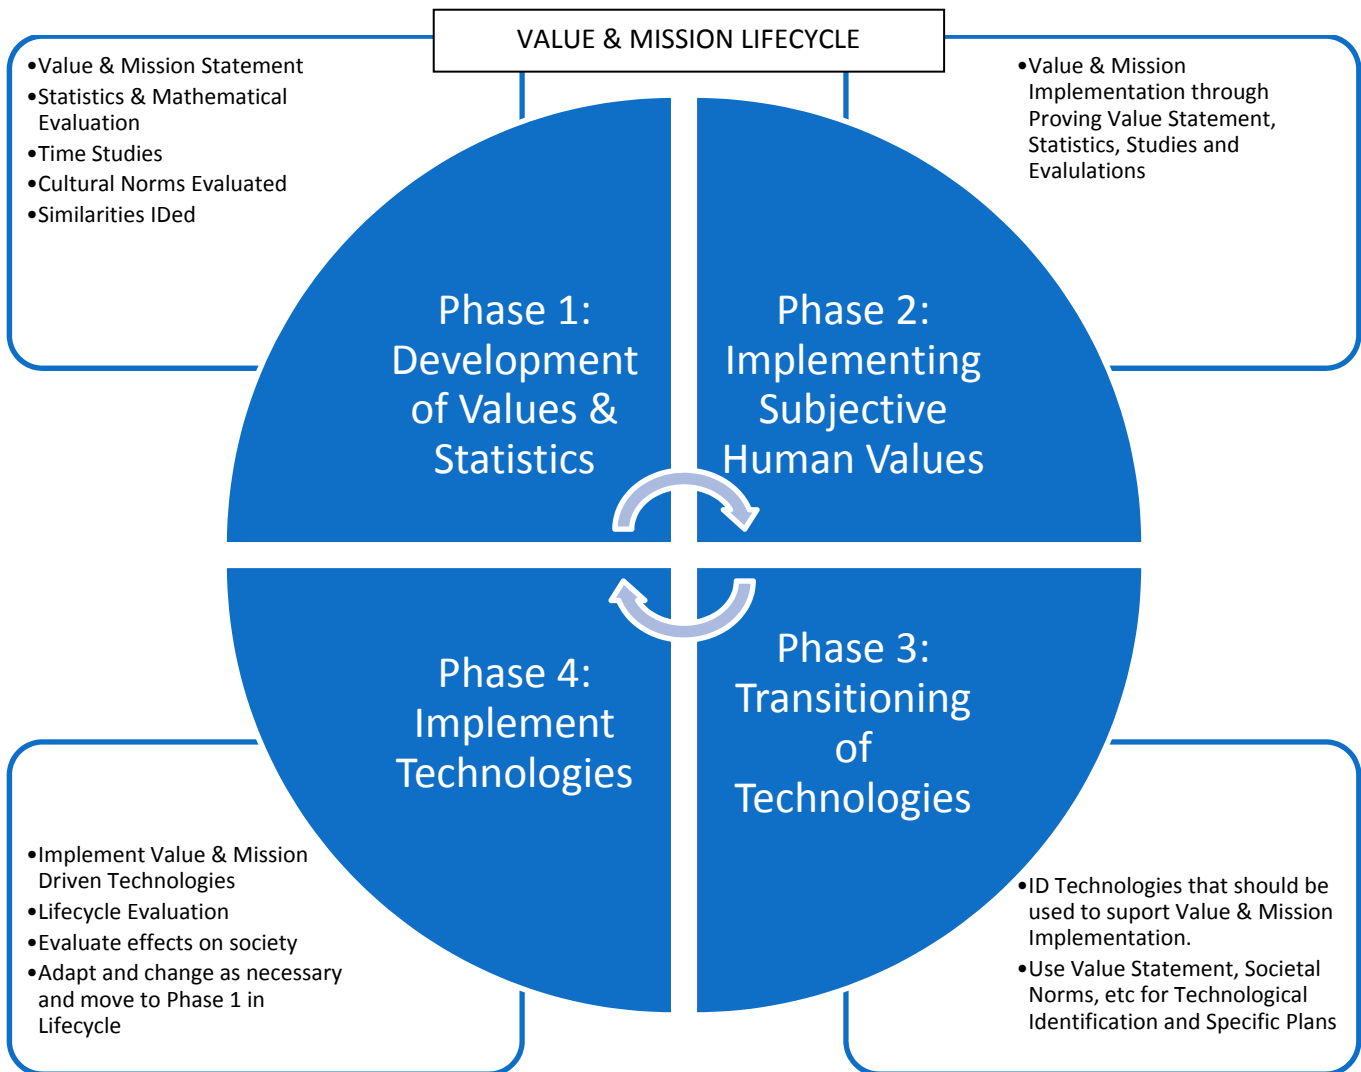 VALUE & MISSION LIFECYCLE
•Value & Mission Statement
•Statistics & Mathematical
Evaluation
•Time Studies
•Cultural Norms Evaluated
•Similarities IDed
•Value & Mission
Implementation through
Proving Value Statement,
Statistics, Studies and
Evalulations
Phase 1:
Development
of Values &
Statistics
Phase 2:
Implementing
Subjective
Human Values
Phase 3:
Transitioning
of
Technologies
Phase 4:
Implement
Technologies
•ID Technologies that should be
used to suport Value & Mission
Implementation.
•Use Value Statement, Societal
Norms, etc for Technological
Identification and Specific Plans
•Implement Value & Mission
Driven Technologies
•Lifecycle Evaluation
•Evaluate effects on society
•Adapt and change as necessary
and move to Phase 1 in
Lifecycle